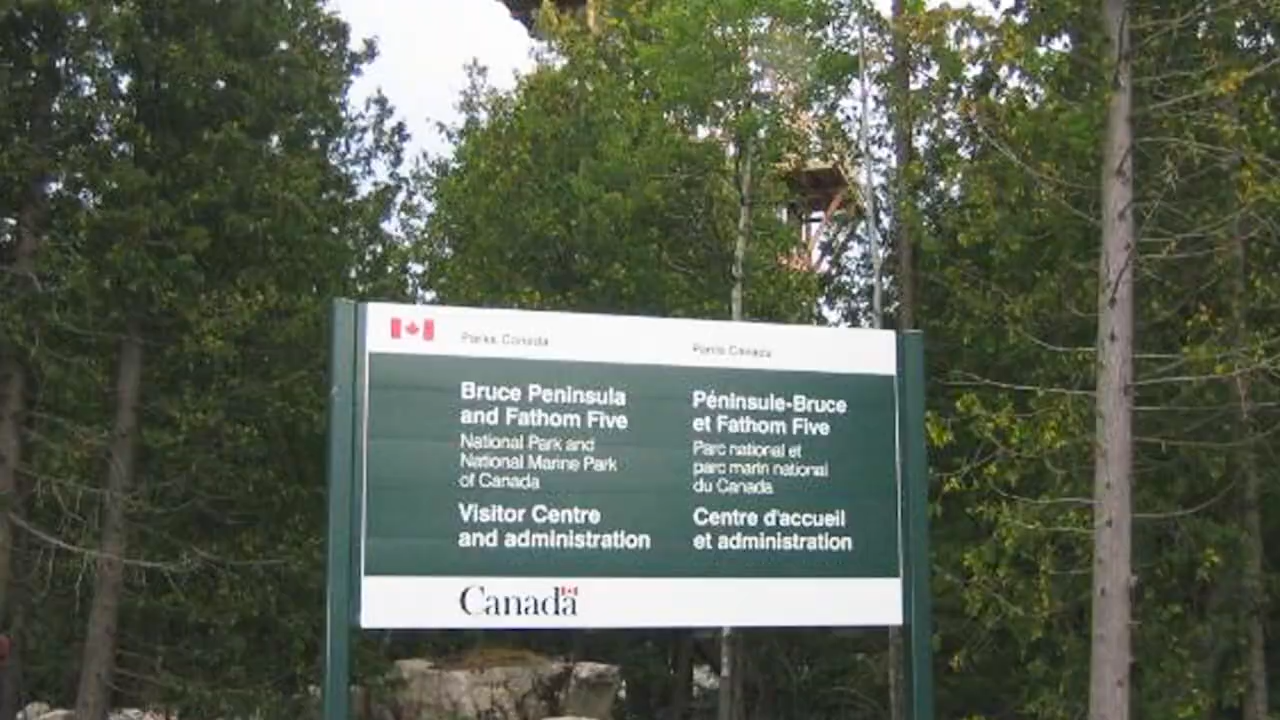 Parks Canada
Parcs Canada
Bruce Peninsula
and Fathom Five
National Park and
National Marine Park
of Canada
Visitor Centre
and administration
Péninsule-Bruce
et Fathom Five
Parc national et
parc marin national
du Canada
Centre d'accueil
et administration
Canada